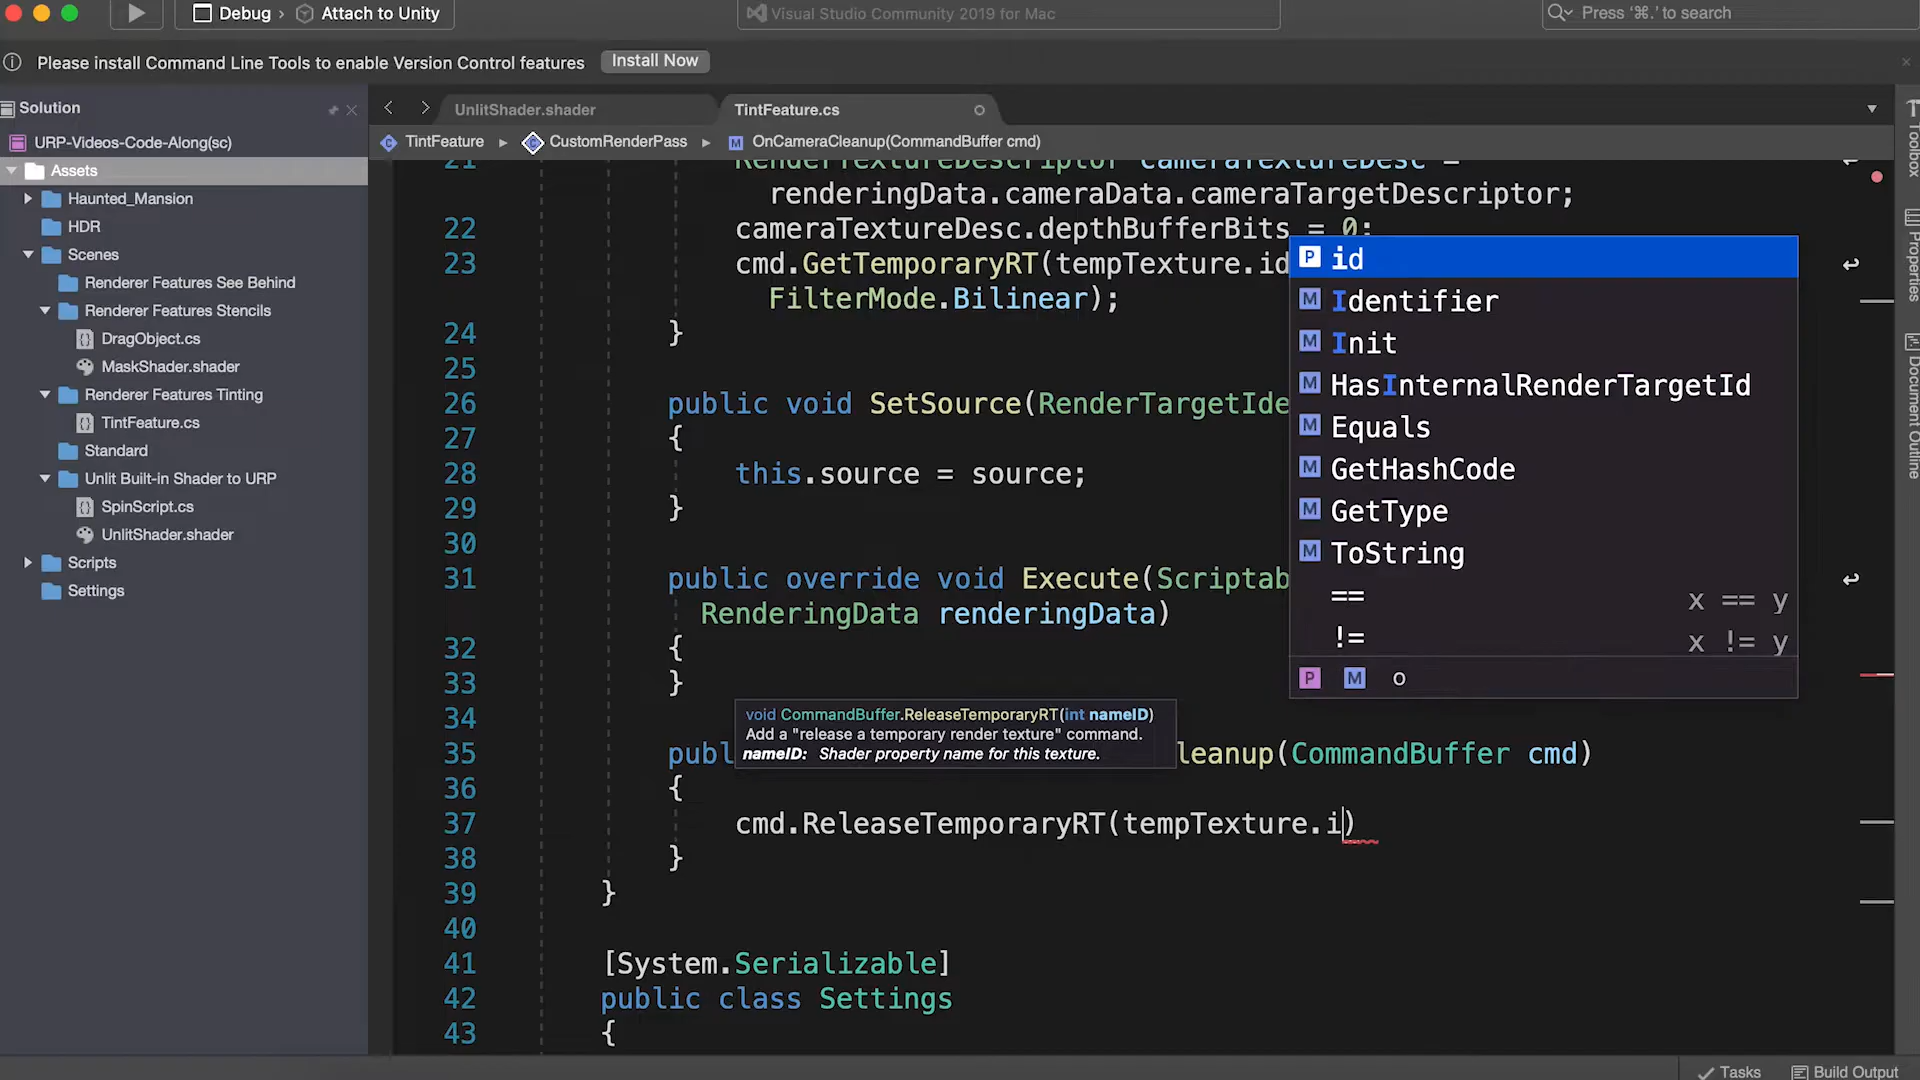 Debug › Attach to Unity
Visual Studio Community 2019 for Mac
Press '⌘.' to search
Please install Command Line Tools to enable Version Control features
Install Now
Solution
URP-Videos-Code-Along(sc)
Assets
Haunted_Mansion
HDR
Scenes
Renderer Features See Behind
Renderer Features Stencils
DragObject.cs
MaskShader.shader
Renderer Features Tinting
TintFeature.cs
Standard
Unlit Built-in Shader to URP
SpinScript.cs
UnlitShader.shader
Scripts
Settings
UnlitShader.shader
TintFeature.cs
TintFeature ▸ CustomRenderPass ▸ OnCameraCleanup(CommandBuffer cmd)
21 RenderTextureDescriptor cameraTextureDesc =
renderingData.cameraData.cameraTargetDescriptor;
22 cameraTextureDesc.depthBufferBits = 0;
23 cmd.GetTemporaryRT(tempTexture.id
FilterMode.Bilinear);
24 }
25
26 public void SetSource(RenderTargetIde
27 {
28 this.source = source;
29 }
30
31 public override void Execute(Scriptab
RenderingData renderingData)
32 {
33 }
34
35 publ leanup(CommandBuffer cmd)
36 {
37 cmd.ReleaseTemporaryRT(tempTexture.i)
38 }
39 }
40
41 [System.Serializable]
42 public class Settings
43 {
id
Identifier
Init
HasInternalRenderTargetId
Equals
GetHashCode
GetType
ToString
== x == y
!= x != y
P M o
void CommandBuffer.ReleaseTemporaryRT(int nameID)
Add a "release a temporary render texture" command.
nameID: Shader property name for this texture.
Toolbox
Properties
Document Outline
Tasks
Build Output